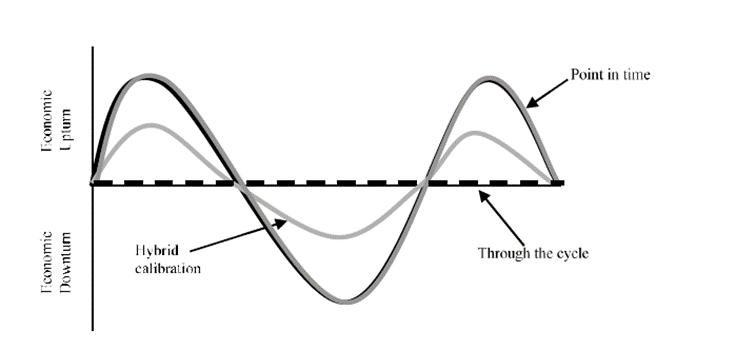 Economic
Upturn
Point in time
Economic
Downturn
Hybrid
calibration
Through the cycle